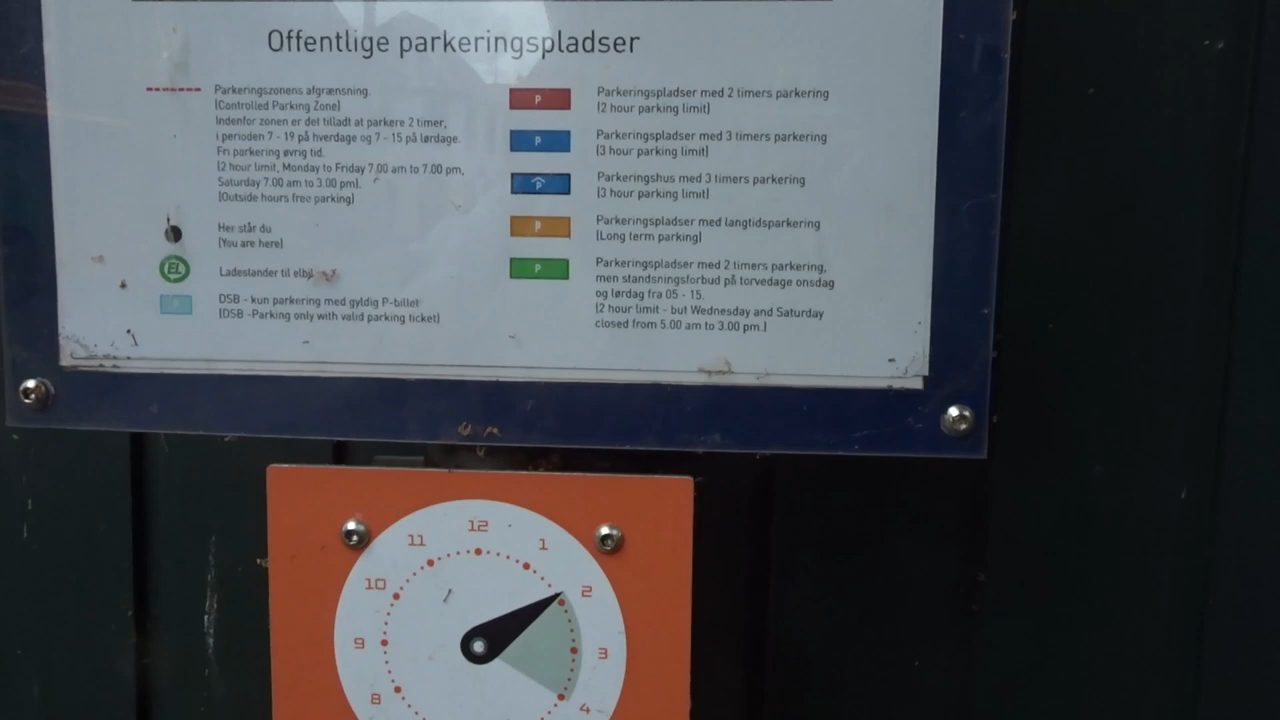 Offentlige parkeringspladser
Parkeringszonens afgrænsning.
(Controlled Parking Zone)
Indenfor zonen er det tilladt at parkere 2 timer,
i perioden 7 - 19 på hverdage og 7 - 15 på lørdage.
Fri parkering øvrig tid.
(2 hour limit, Monday to Friday 7.00 am to 7.00 pm,
Saturday 7.00 am to 3.00 pm).
(Outside hours free parking)
Her står du
(You are here)
EL
Ladestander til elbil
P
DSB - kun parkering med gyldig P-billet
(DSB -Parking only with valid parking ticket)
P
Parkeringspladser med 2 timers parkering
(2 hour parking limit)
P
Parkeringspladser med 3 timers parkering
(3 hour parking limit)
P
Parkeringshus med 3 timers parkering
(3 hour parking limit)
P
Parkeringspladser med langtidsparkering
(Long term parking)
P
Parkeringspladser med 2 timers parkering,
men standsningsforbud på torvedage onsdag
og lørdag fra 05 - 15.
(2 hour limit - but Wednesday and Saturday
closed from 5.00 am to 3.00 pm.)
12
1
2
3
4
8
9
10
11